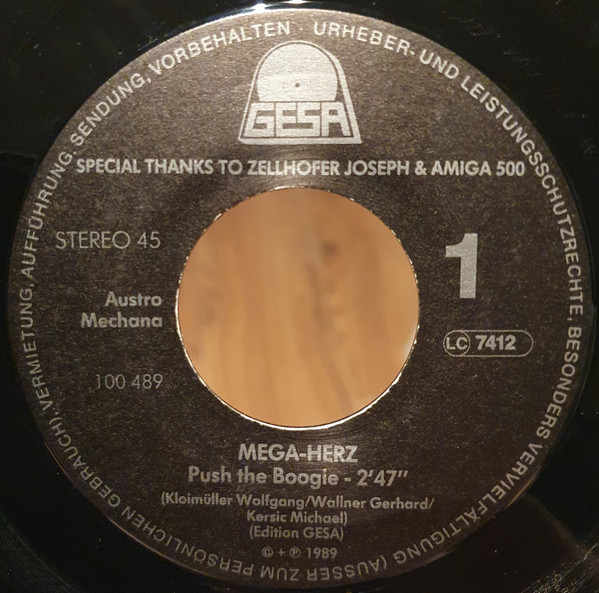 URHEBER- UND LEISTUNGSSCHUTZRECHTE, BESONDERS VERVIELFÄLTIGUNG (AUSSER ZUM PERSÖNLICHEN GEBRAUCH), VERMIETUNG, AUFFÜHRUNG, SENDUNG, VORBEHALTEN ·
GESA
SPECIAL THANKS TO ZELLHOFER JOSEPH & AMIGA 500
STEREO 45
1
Austro
Mechana
LC 7412
100 489
MEGA-HERZ
Push the Boogie - 2'47"
(Kloimüller Wolfgang/Wallner Gerhard/
Kersic Michael)
(Edition GESA)
© + ℗ 1989